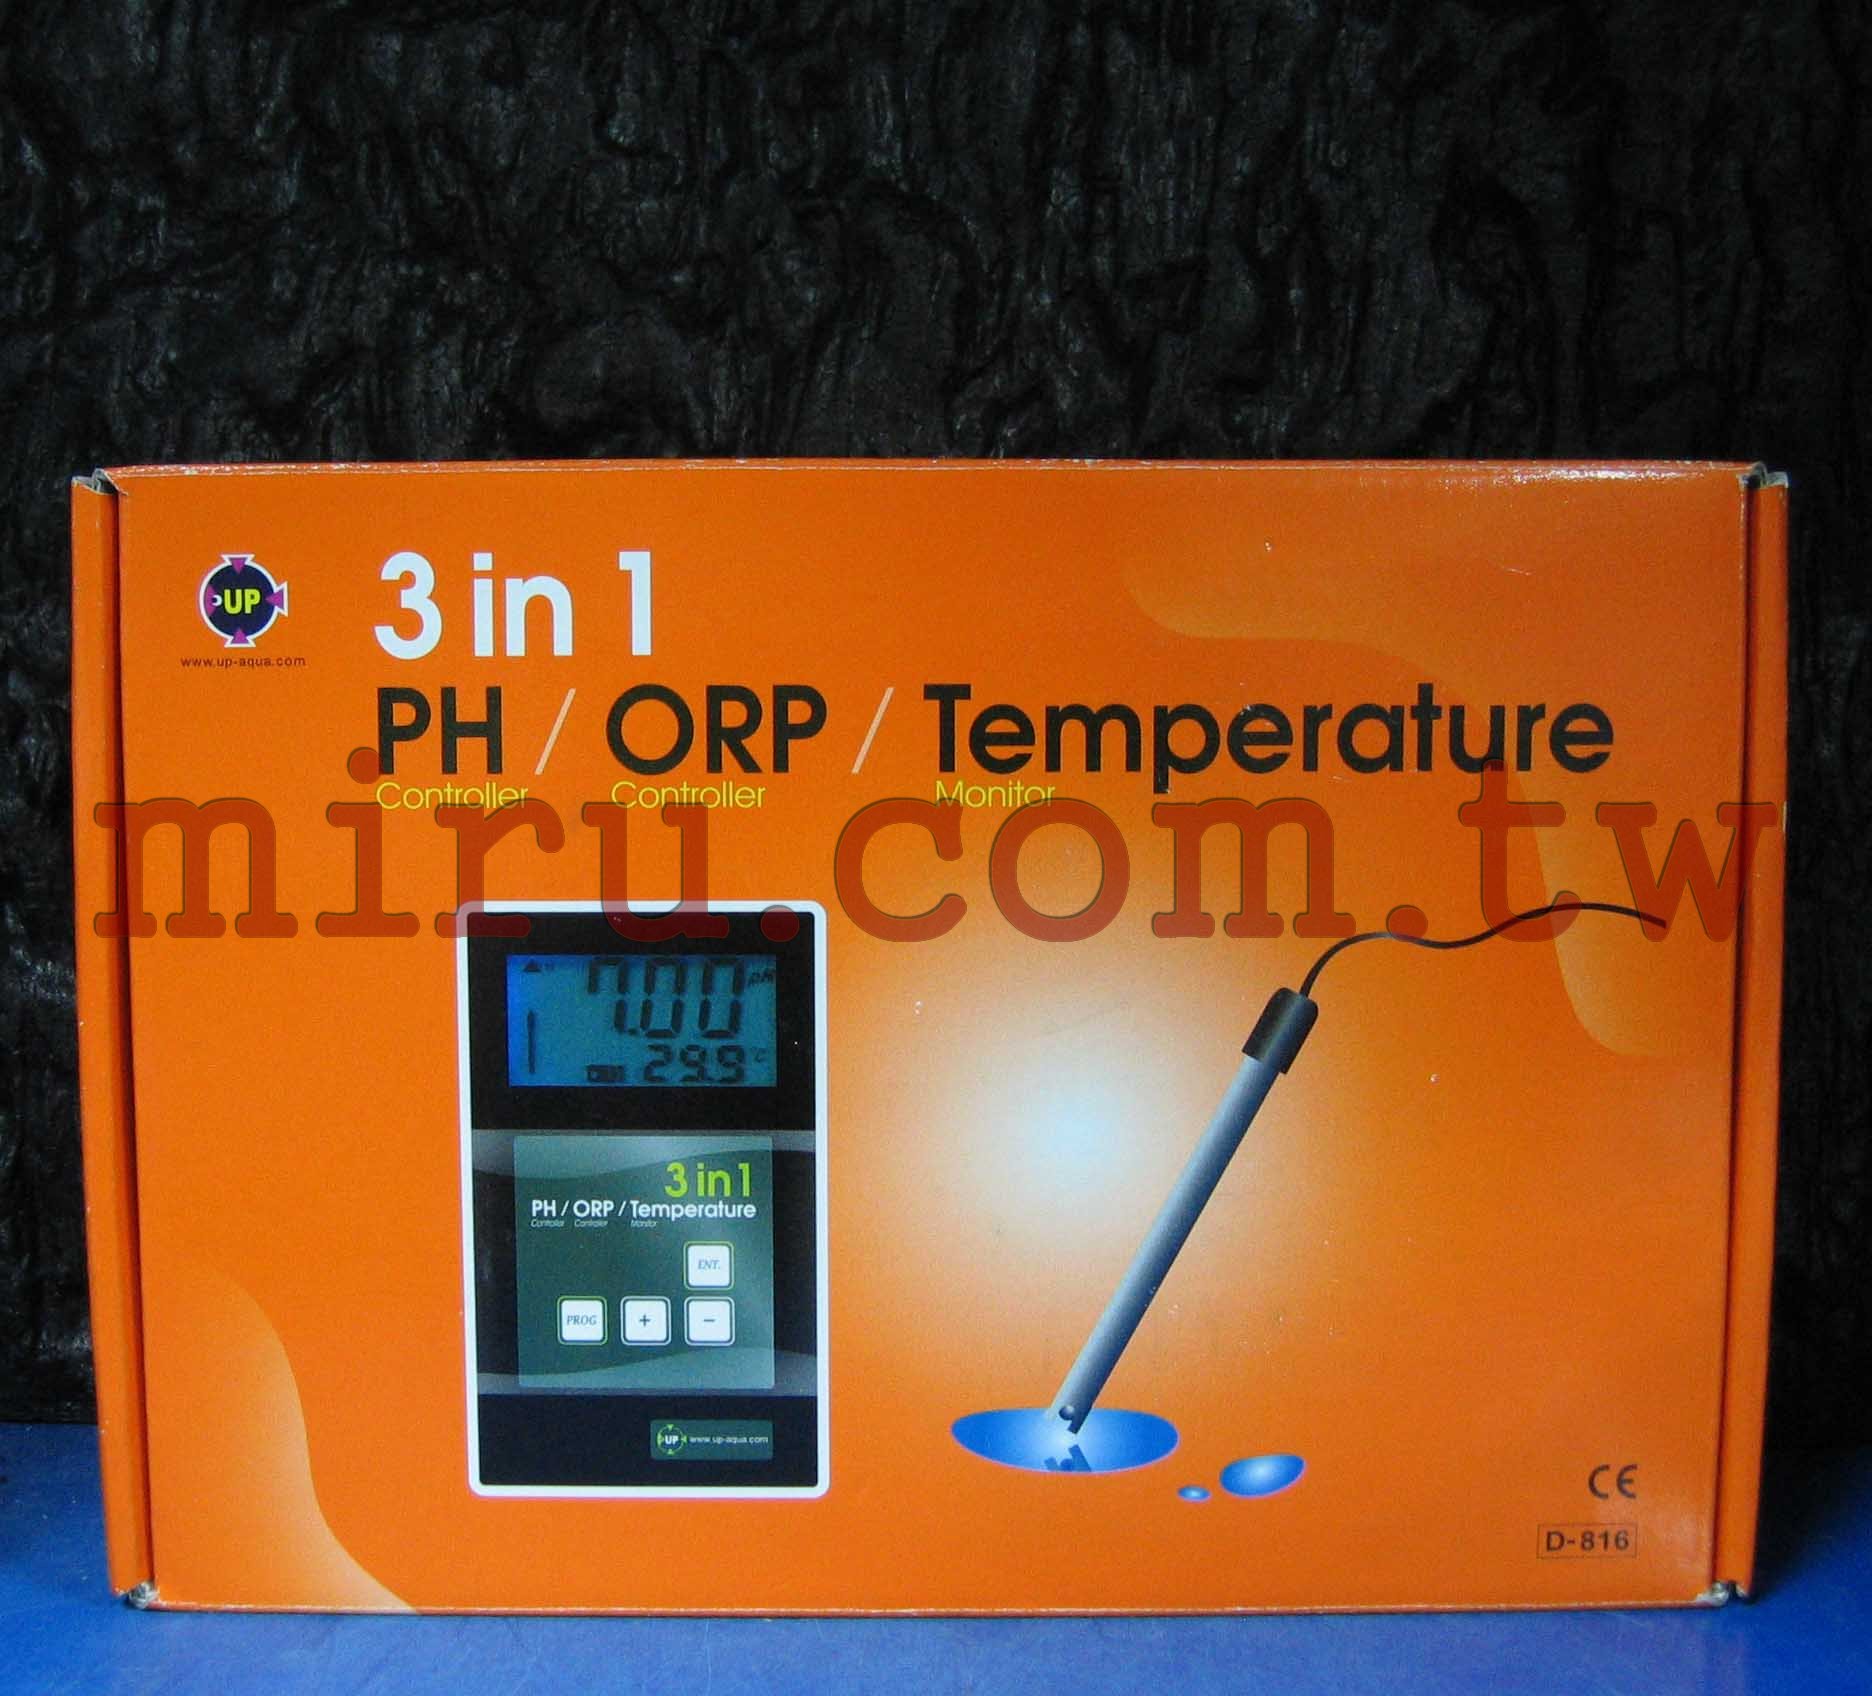 UP
www.up-aqua.com
3 in 1
PH / ORP / Temperature
Controller Controller Monitor
miru.com.tw
7.00 pH
29.9 °C
3 in 1
PH / ORP / Temperature
Controller Controller Monitor
ENT.
PROG + −
UP www.up-aqua.com
CE
D-816